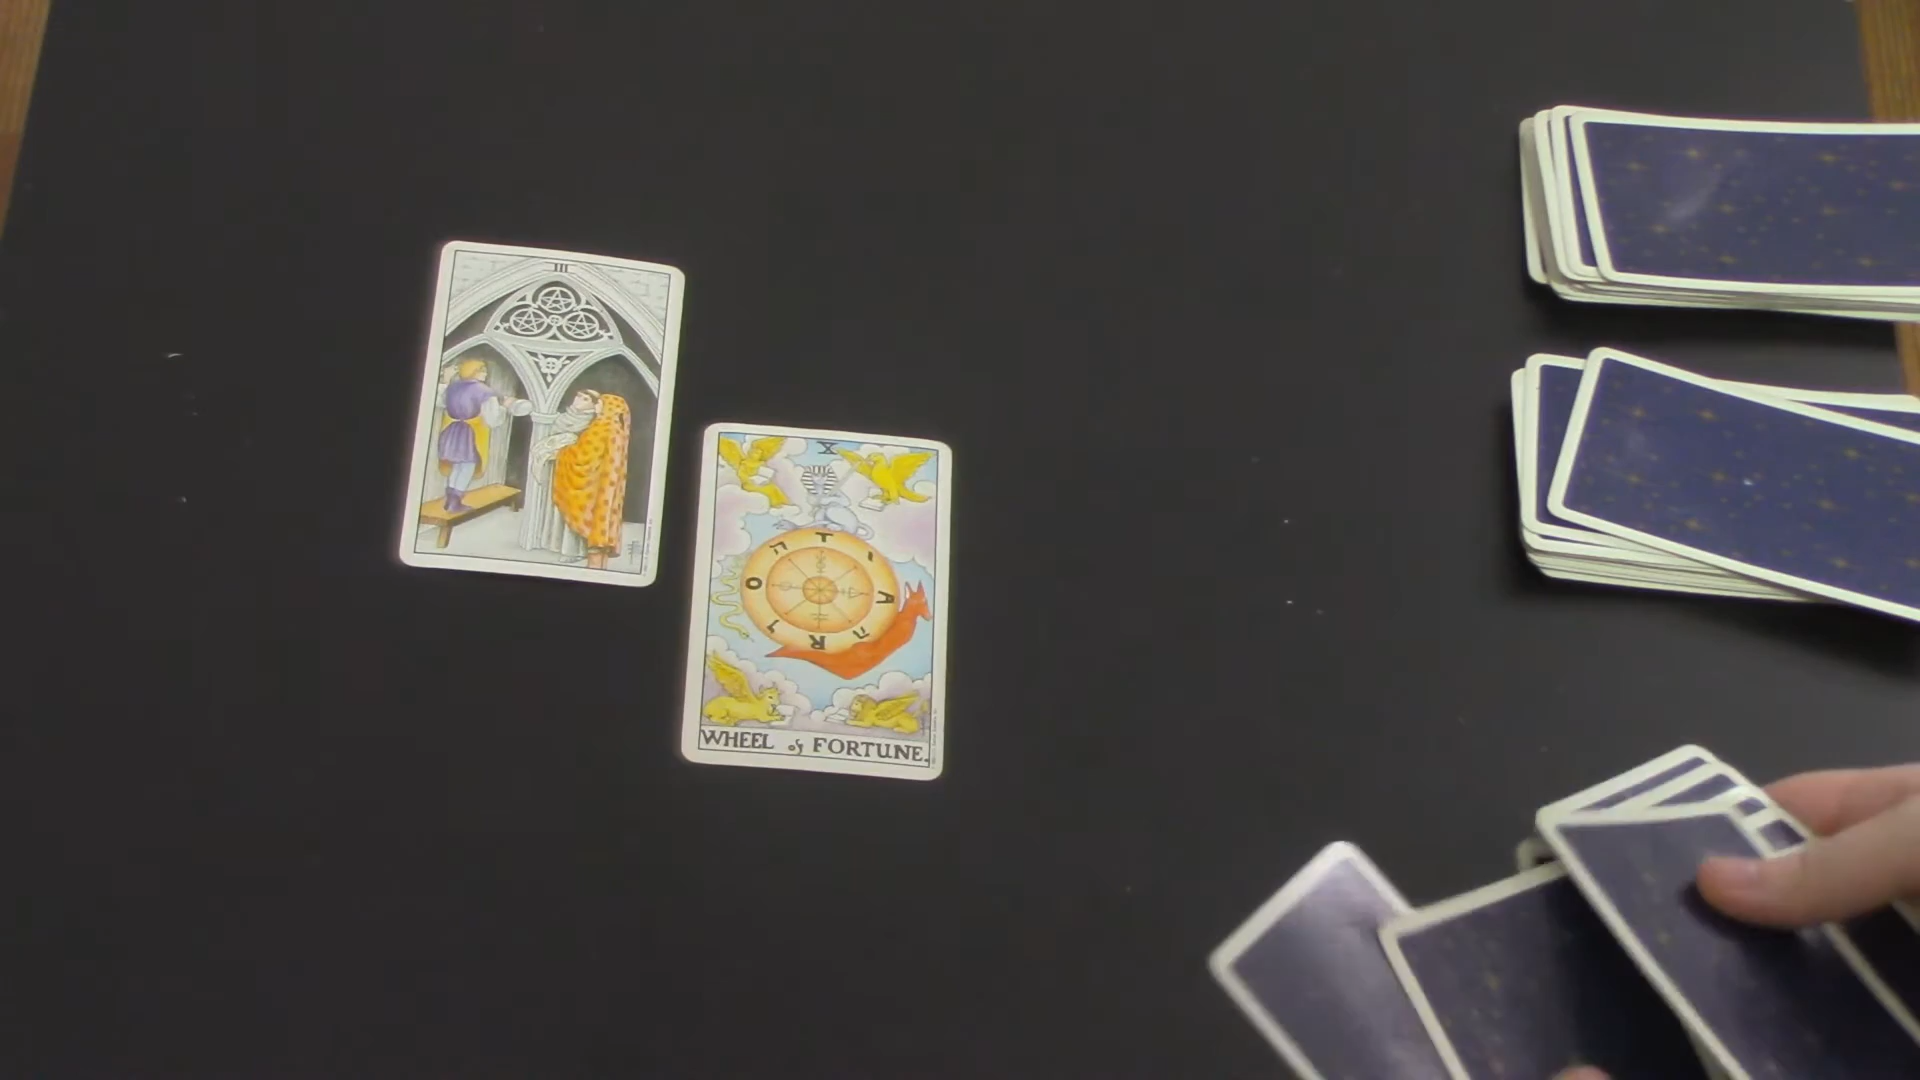 III
X
T
A
R
O
י
ה
ו
ה
WHEEL of FORTUNE.